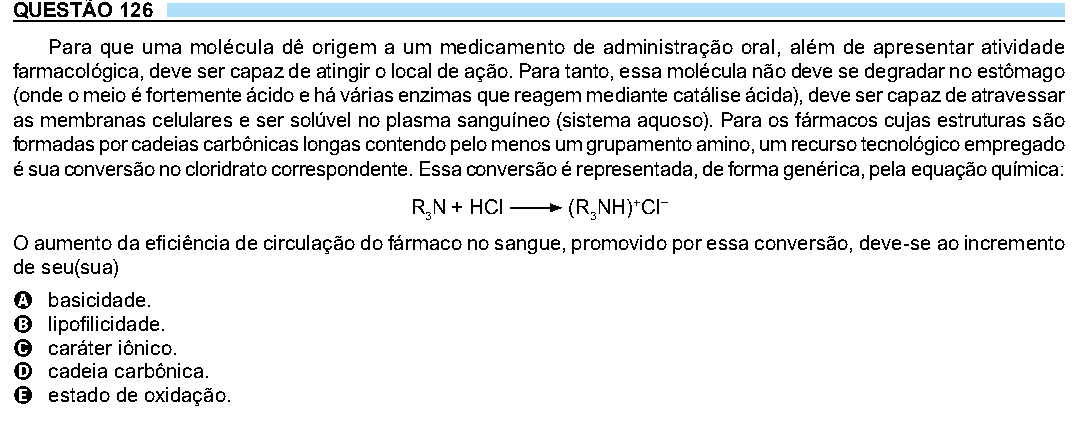 QUESTÃO 126
Para que uma molécula dê origem a um medicamento de administração oral, além de apresentar atividade
farmacológica, deve ser capaz de atingir o local de ação. Para tanto, essa molécula não deve se degradar no estômago
(onde o meio é fortemente ácido e há várias enzimas que reagem mediante catálise ácida), deve ser capaz de atravessar
as membranas celulares e ser solúvel no plasma sanguíneo (sistema aquoso). Para os fármacos cujas estruturas são
formadas por cadeias carbônicas longas contendo pelo menos um grupamento amino, um recurso tecnológico empregado
é sua conversão no cloridrato correspondente. Essa conversão é representada, de forma genérica, pela equação química:
R₃N + HCl ⟶ (R₃NH)⁺Cl⁻
O aumento da eficiência de circulação do fármaco no sangue, promovido por essa conversão, deve-se ao incremento
de seu(sua)
A basicidade.
B lipofilicidade.
C caráter iônico.
D cadeia carbônica.
E estado de oxidação.